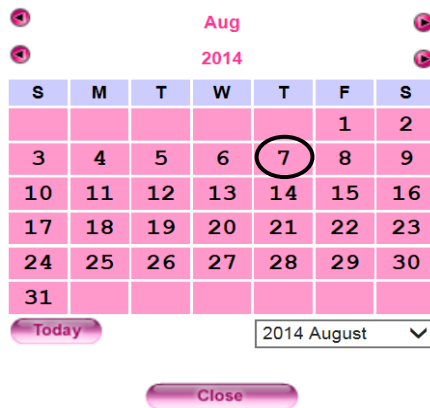 Aug
2014
S M T W T F S
1 2
3 4 5 6 7 8 9
10 11 12 13 14 15 16
17 18 19 20 21 22 23
24 25 26 27 28 29 30
31
Today 2014 August
Close